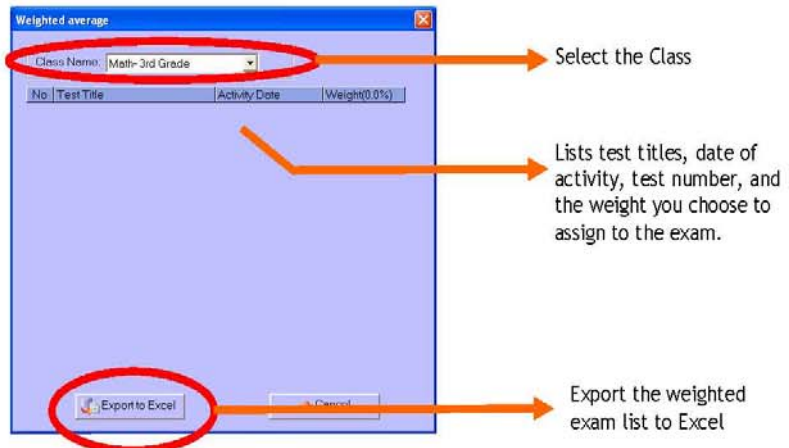 Weighted average
Class Name: Math- 3rd Grade
Select the Class
No Test Title Activity Date Weight(0.0%)
Lists test titles, date of
activity, test number, and
the weight you choose to
assign to the exam.
Export to Excel
Cancel
Export the weighted
exam list to Excel